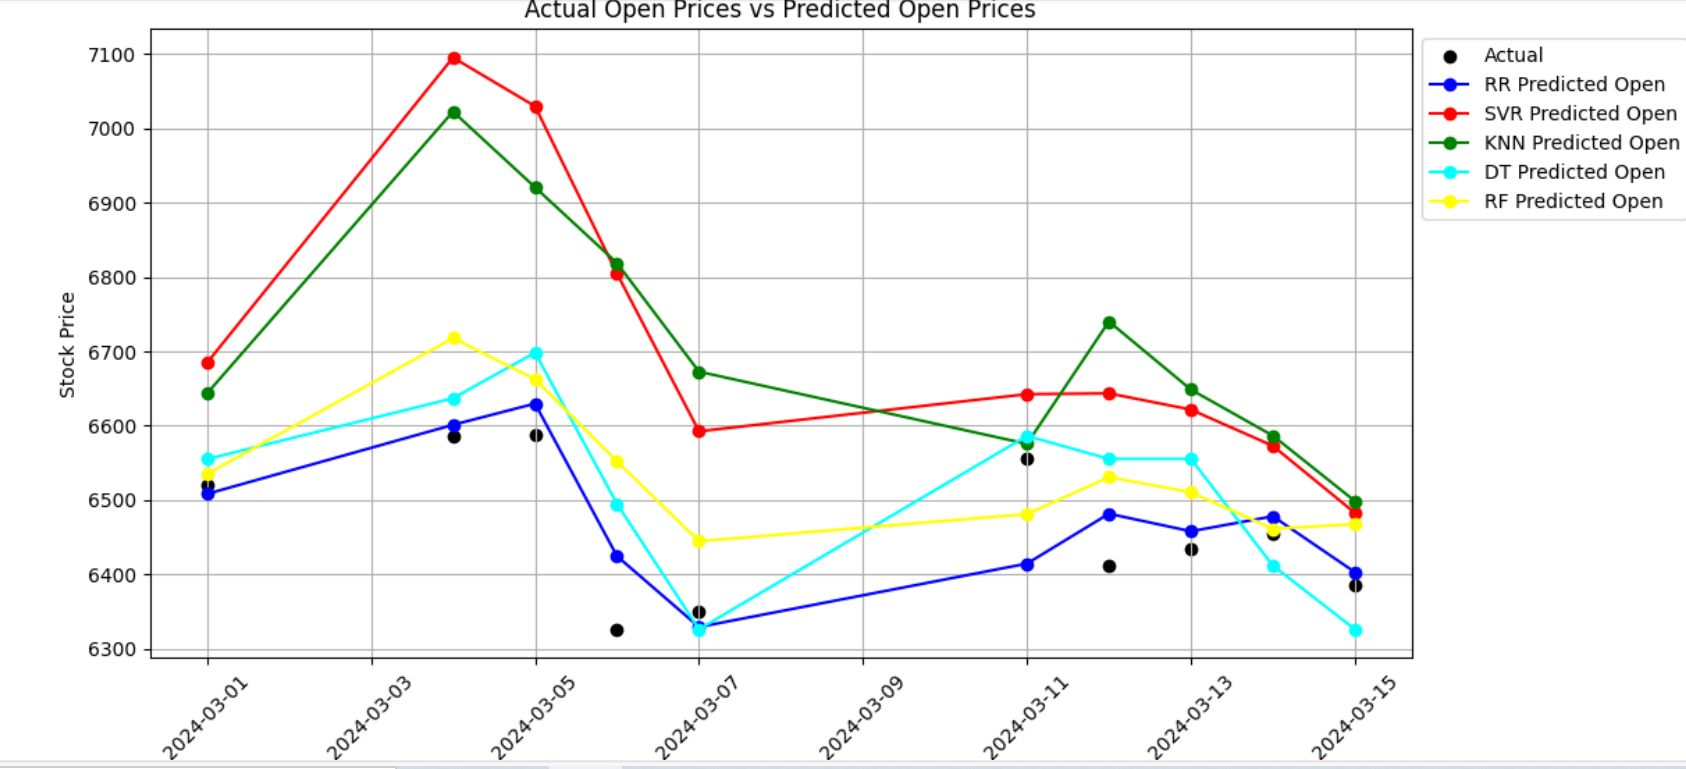 Actual Open Prices vs Predicted Open Prices
7100
7000
6900
6800
6700
6600
6500
6400
6300
Stock Price
2024-03-01
2024-03-03
2024-03-05
2024-03-07
2024-03-09
2024-03-11
2024-03-13
2024-03-15
Actual
RR Predicted Open
SVR Predicted Open
KNN Predicted Open
DT Predicted Open
RF Predicted Open